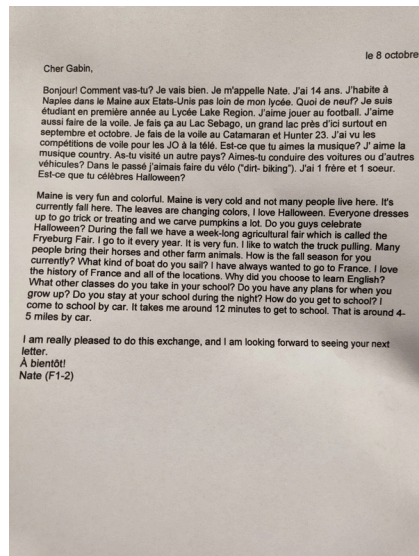 le 8 octobre
Cher Gabin,
Bonjour! Comment vas-tu? Je vais bien. Je m'appelle Nate. J'ai 14 ans. J'habite à
Naples dans le Maine aux Etats-Unis pas loin de mon lycée. Quoi de neuf? Je suis
étudiant en première année au Lycée Lake Region. J'aime jouer au football. J'aime
aussi faire de la voile. Je fais ça au Lac Sebago, un grand lac près d'ici surtout en
septembre et octobre. Je fais de la voile au Catamaran et Hunter 23. J'ai vu les
compétitions de voile pour les JO à la télé. Est-ce que tu aimes la musique? J' aime la
musique country. As-tu visité un autre pays? Aimes-tu conduire des voitures ou d'autres
véhicules? Dans le passé j'aimais faire du vélo ("dirt- biking"). J'ai 1 frère et 1 soeur.
Est-ce que tu célèbres Halloween?
Maine is very fun and colorful. Maine is very cold and not many people live here. It's
currently fall here. The leaves are changing colors, I love Halloween. Everyone dresses
up to go trick or treating and we carve pumpkins a lot. Do you guys celebrate
Halloween? During the fall we have a week-long agricultural fair which is called the
Fryeburg Fair. I go to it every year. It is very fun. I like to watch the truck pulling. Many
people bring their horses and other farm animals. How is the fall season for you
currently? What kind of boat do you sail? I have always wanted to go to France. I love
the history of France and all of the locations. Why did you choose to learn English?
What other classes do you take in your school? Do you have any plans for when you
grow up? Do you stay at your school during the night? How do you get to school? I
come to school by car. It takes me around 12 minutes to get to school. That is around 4-
5 miles by car.
I am really pleased to do this exchange, and I am looking forward to seeing your next
letter.
À bientôt!
Nate (F1-2)